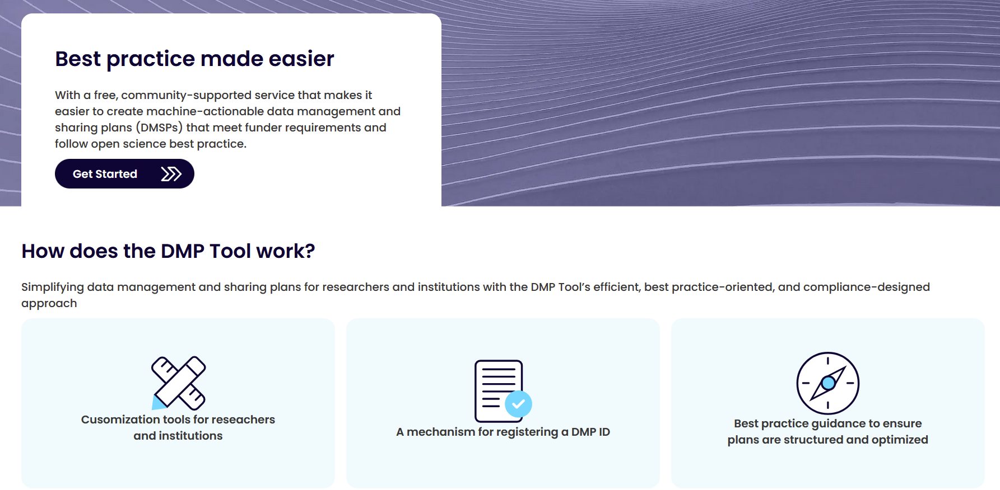 Best practice made easier
With a free, community-supported service that makes it
easier to create machine-actionable data management and
sharing plans (DMSPs) that meet funder requirements and
follow open science best practice.
Get Started
How does the DMP Tool work?
Simplifying data management and sharing plans for researchers and institutions with the DMP Tool’s efficient, best practice-oriented, and compliance-designed
approach
Cusomization tools for reseachers
and institutions
A mechanism for registering a DMP ID
Best practice guidance to ensure
plans are structured and optimized